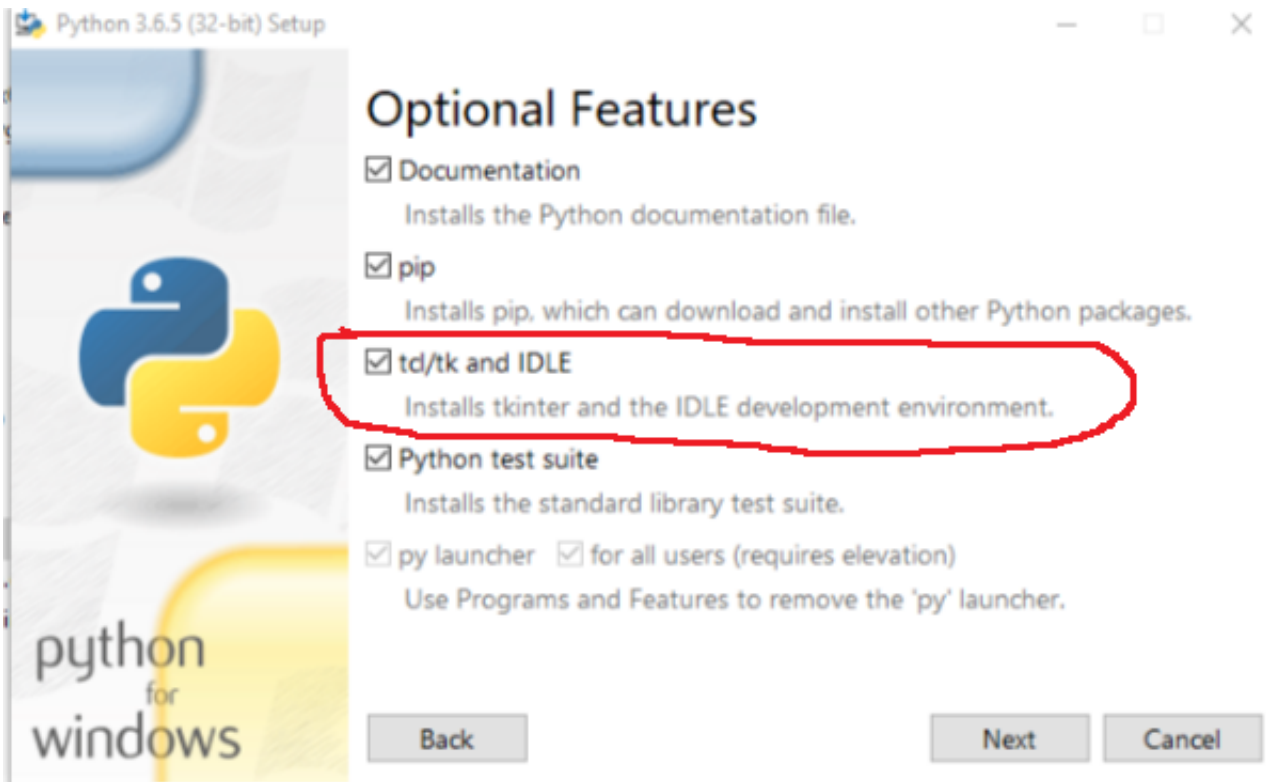 Python 3.6.5 (32-bit) Setup
Optional Features
Documentation
Installs the Python documentation file.
pip
Installs pip, which can download and install other Python packages.
tcl/tk and IDLE
Installs tkinter and the IDLE development environment.
Python test suite
Installs the standard library test suite.
py launcher for all users (requires elevation)
Use Programs and Features to remove the 'py' launcher.
python
for
windows
Back Next Cancel